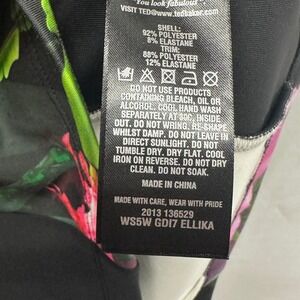 You look fabulous
VISIT TED@WWW.tedbaker.com
SHELL:
92% POLYESTER
8% ELASTANE
TRIM:
88% POLYESTER
12% ELASTANE
DO NOT USE PRODUCTS
CONTAINING BLEACH, OIL OR
ALCOHOL. COOL HAND WASH
SEPARATELY AT 30C, INSIDE
OUT. DO NOT WRING. RE-SHAPE
WHILST DAMP. DO NOT LEAVE IN
DIRECT SUNLIGHT. DO NOT
TUMBLE DRY. DRY FLAT. COOL
IRON ON REVERSE. DO NOT DRY
CLEAN. DO NOT SOAK.
MADE IN CHINA
MADE WITH CARE, WEAR WITH PRIDE
2013 136529
WS5W GDI7 ELLIKA